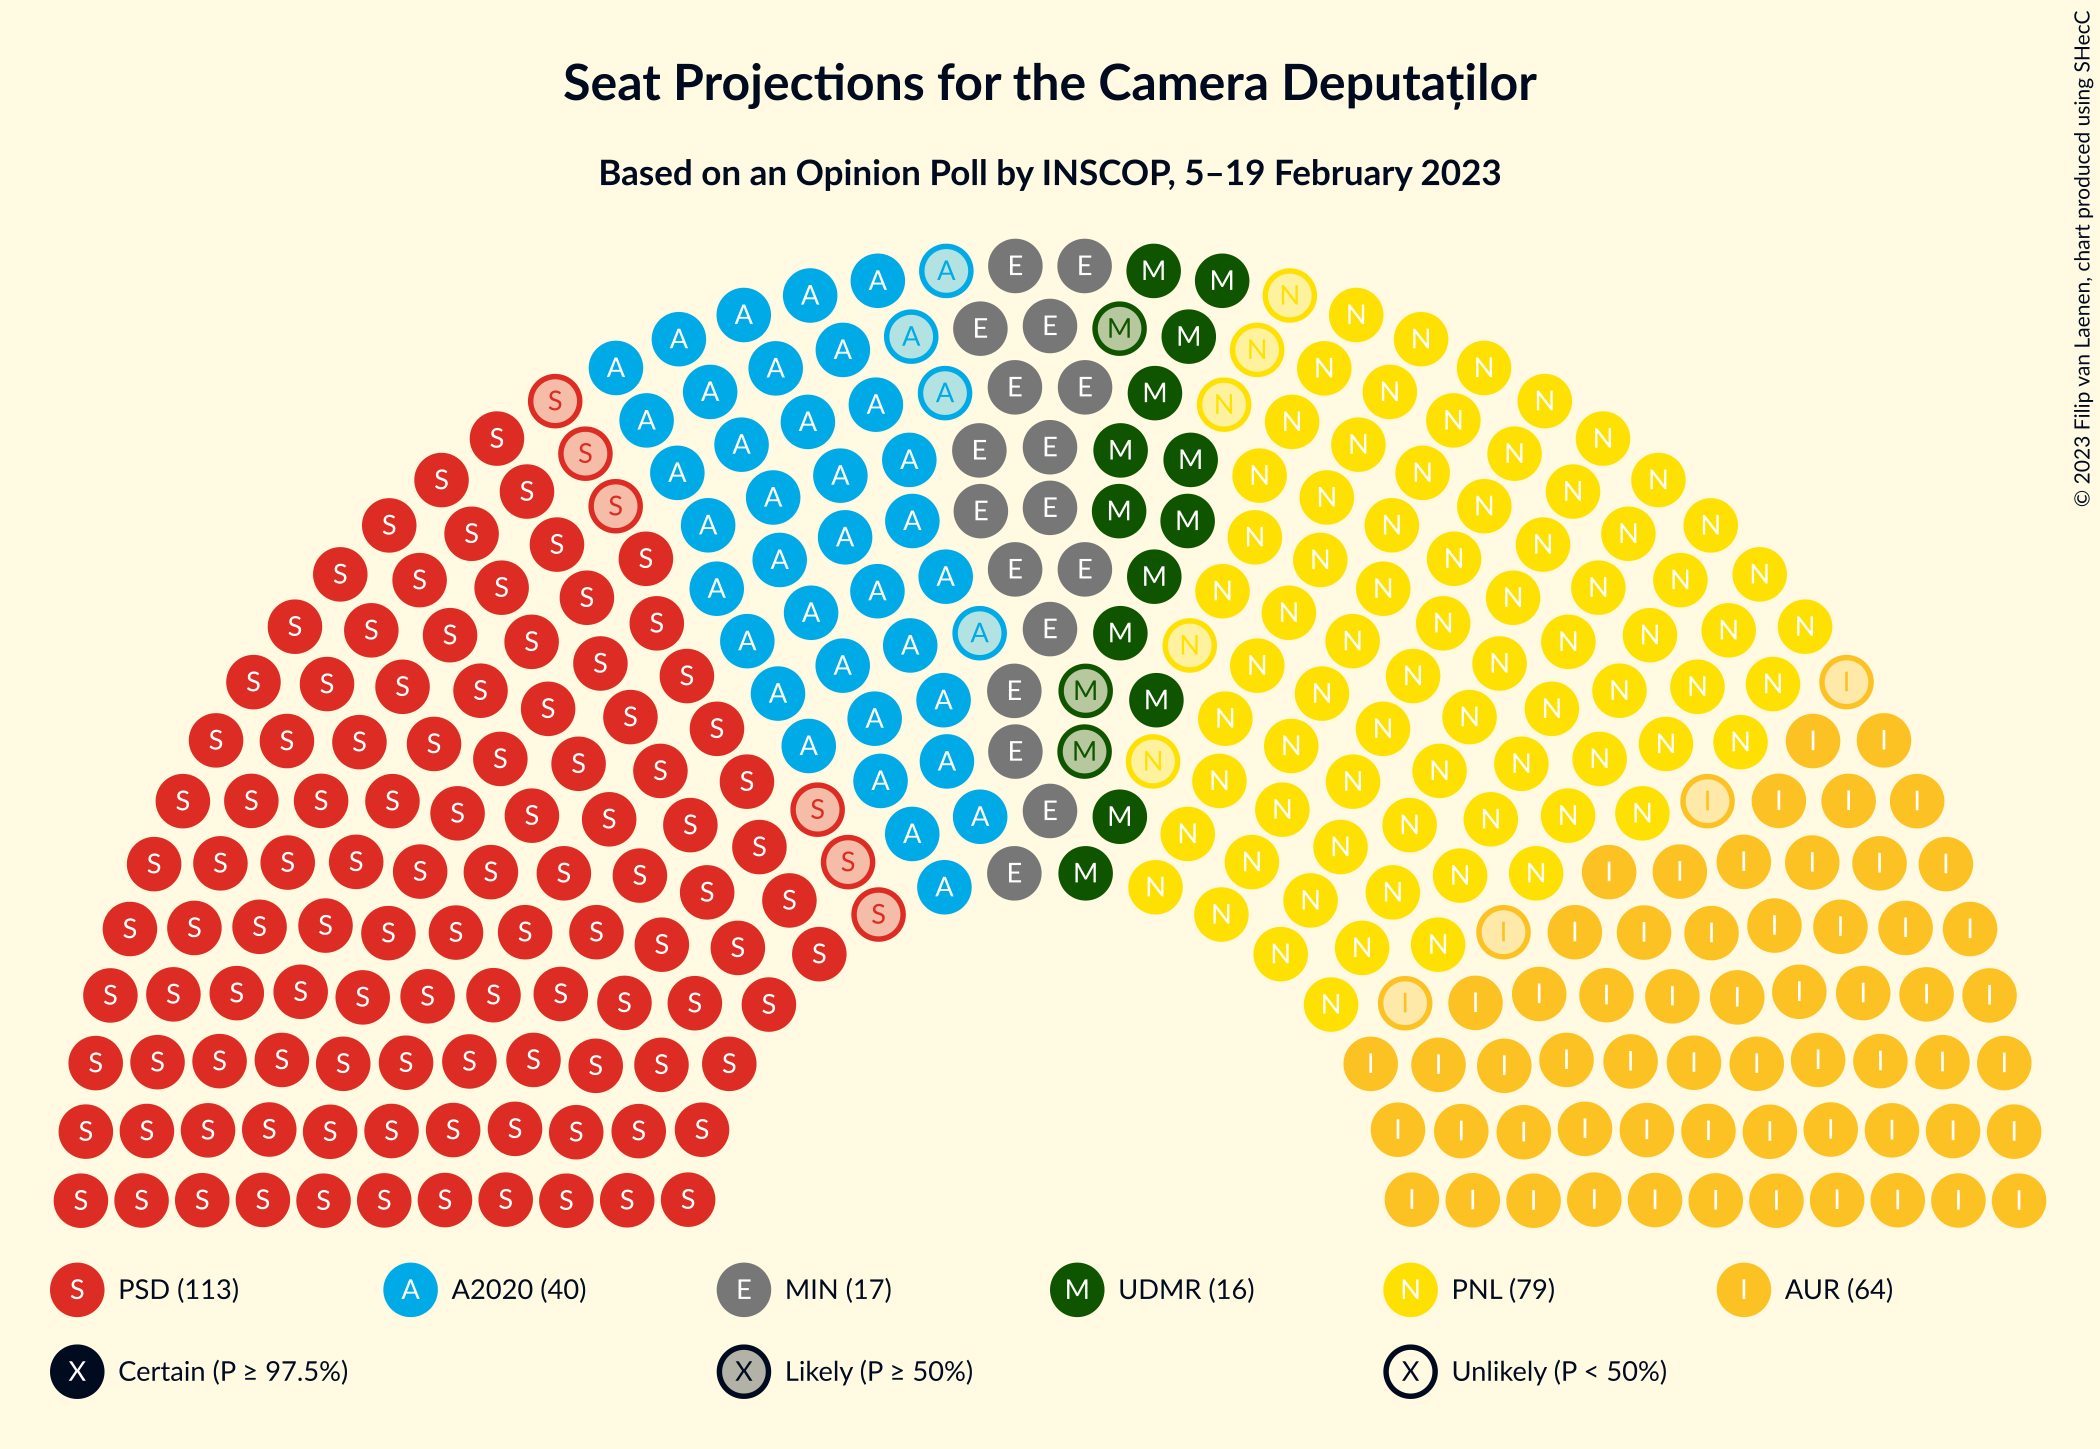 Seat Projections for the Camera Deputaților
Based on an Opinion Poll by INSCOP, 5–19 February 2023
© 2023 Filip van Laenen, chart produced using SHecC
S PSD (113) A A2020 (40) E MIN (17) M UDMR (16) N PNL (79) I AUR (64)
X Certain (P ≥ 97.5%) X Likely (P ≥ 50%) X Unlikely (P < 50%)